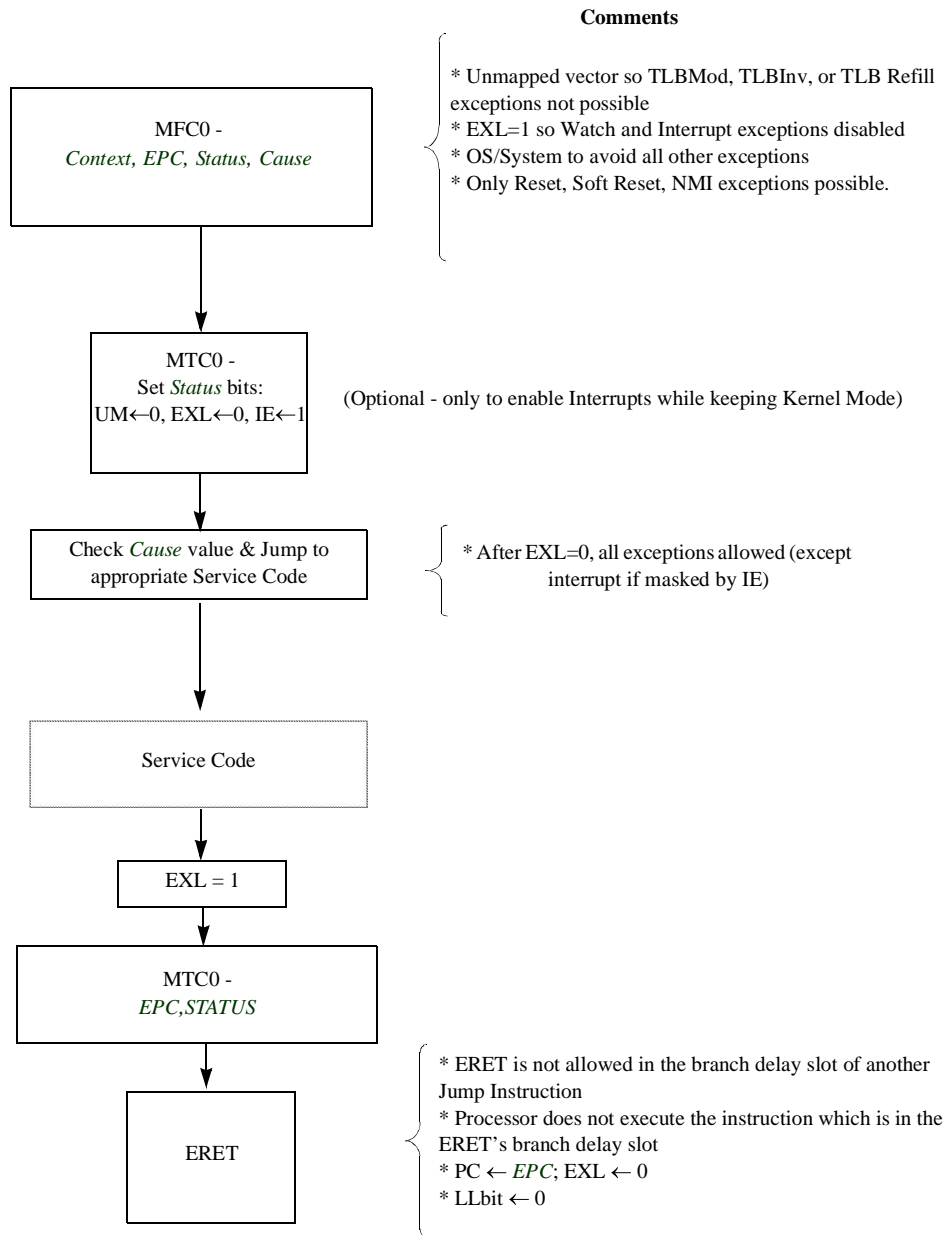 Comments
MFC0 -
Context, EPC, Status, Cause
* Unmapped vector so TLBMod, TLBInv, or TLB Refill
exceptions not possible
* EXL=1 so Watch and Interrupt exceptions disabled
* OS/System to avoid all other exceptions
* Only Reset, Soft Reset, NMI exceptions possible.
MTC0 -
Set Status bits:
UM←0, EXL←0, IE←1
(Optional - only to enable Interrupts while keeping Kernel Mode)
Check Cause value & Jump to
appropriate Service Code
* After EXL=0, all exceptions allowed (except
interrupt if masked by IE)
Service Code
EXL = 1
MTC0 -
EPC,STATUS
ERET
* ERET is not allowed in the branch delay slot of another
Jump Instruction
* Processor does not execute the instruction which is in the
ERET’s branch delay slot
* PC ← EPC; EXL ← 0
* LLbit ← 0